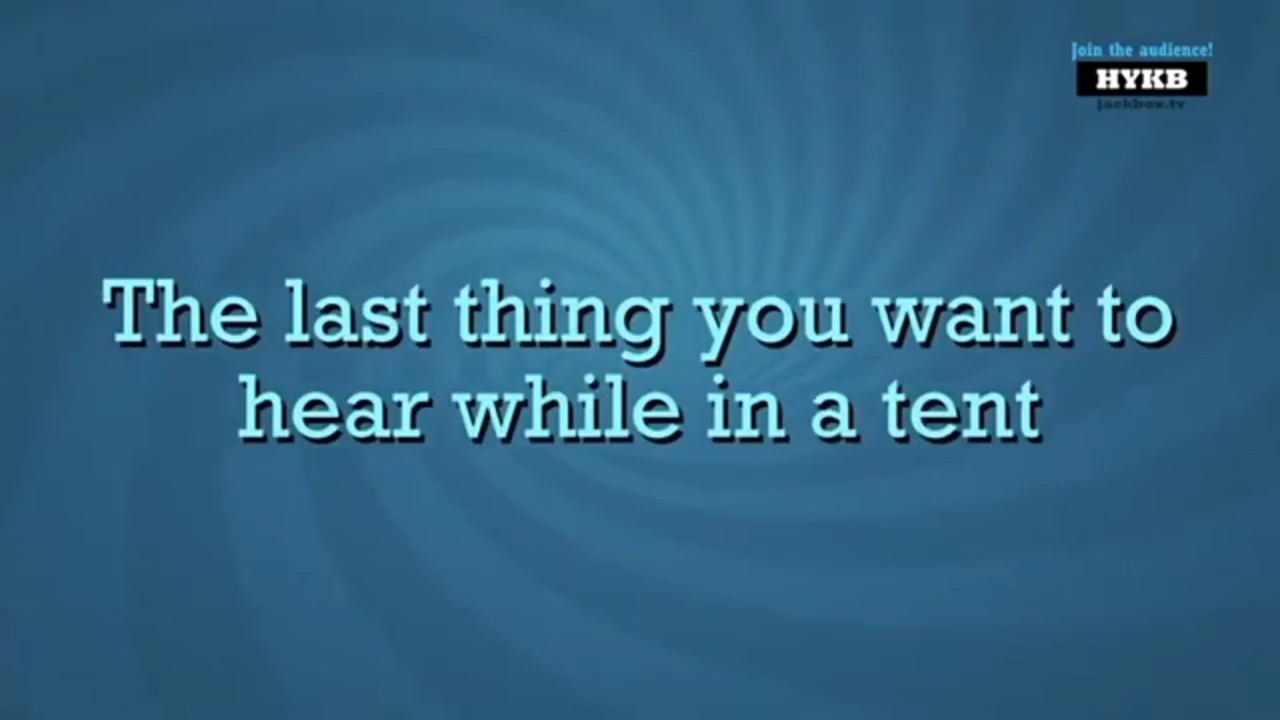 Join the audience!
HYKB
jackbox.tv
The last thing you want to
hear while in a tent